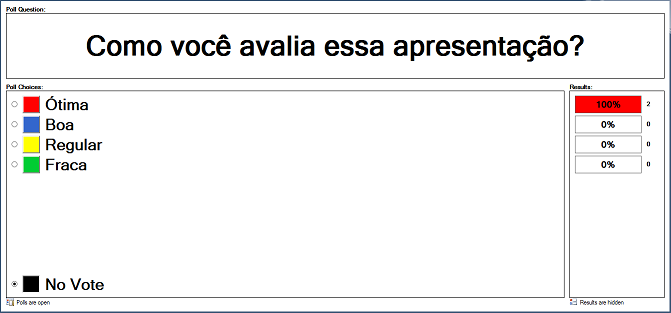 Poll Question:
Como você avalia essa apresentação?
Poll Choices:
Ótima
Boa
Regular
Fraca
No Vote
Polls are open
Results:
100% 2
0% 0
0% 0
0% 0
Results are hidden